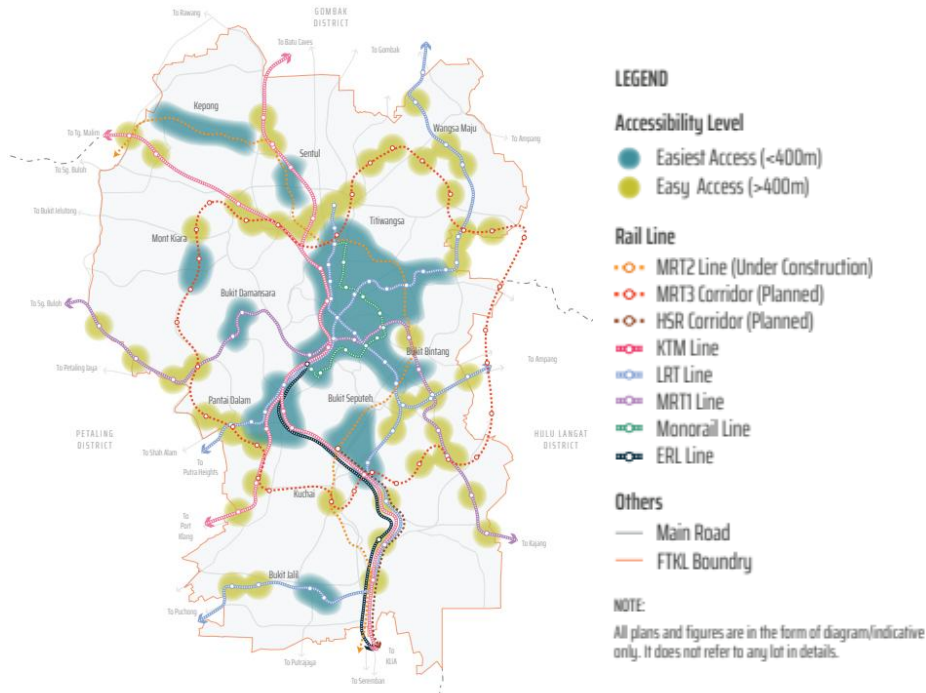 GOMBAK
DISTRICT
To Rawang
To Batu Caves
To Gombak
Kepong
To Tg. Malim
Wangsa Maju
To Ampang
Sentul
To Sg. Buluh
To Bukit Jelutong
Titiwangsa
Mont Kiara
Bukit Damansara
To Sg. Buluh
Bukit Bintang
To Ampang
To Petaling Jaya
Pantai Dalam
Bukit Seputeh
PETALING
DISTRICT
To Shah Alam
HULU LANGAT
DISTRICT
To
Putra Heights
Kuchai
To
Port
Klang
To Kajang
Bukit Jalil
To Puchong
To Putrajaya
To
KLIA
To Seremban
LEGEND
Accessibility Level
Easiest Access (<400m)
Easy Access (>400m)
Rail Line
MRT2 Line (Under Construction)
MRT3 Corridor (Planned)
HSR Corridor (Planned)
KTM Line
LRT Line
MRT1 Line
Monorail Line
ERL Line
Others
Main Road
FTKL Boundry
NOTE:
All plans and figures are in the form of diagram/indicative
only. It does not refer to any lot in details.